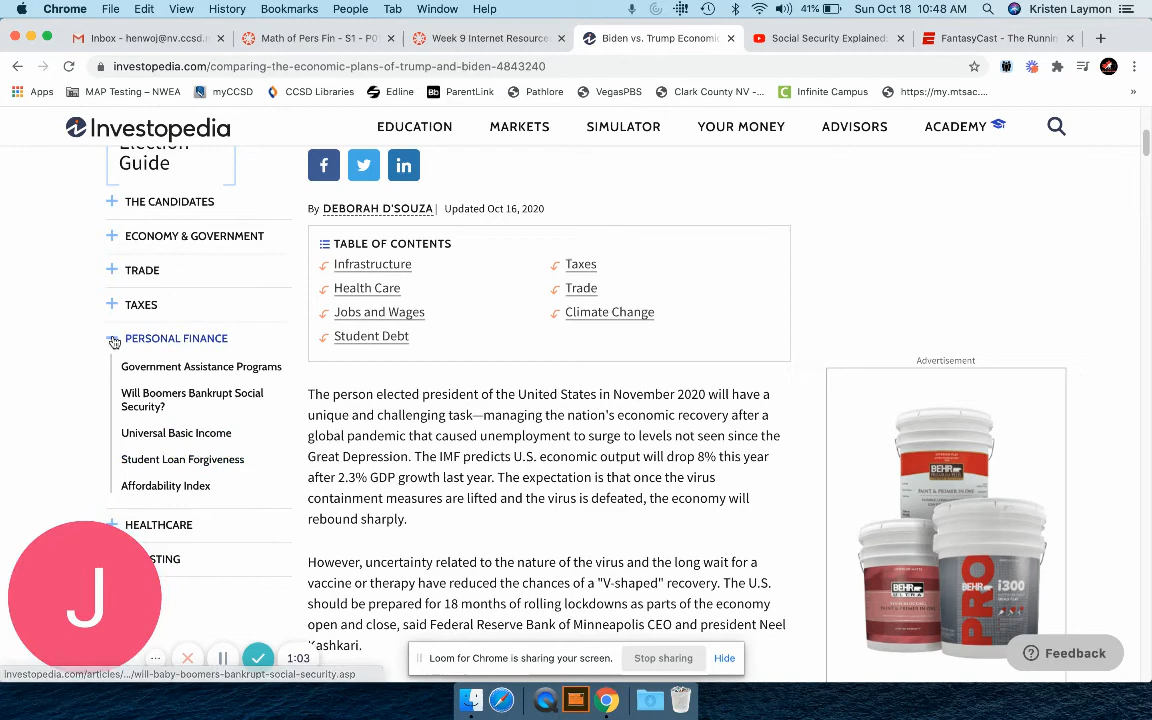 Chrome File Edit View History Bookmarks People Tab Window Help 41% Sun Oct 18 10:48 AM Kristen Laymon
Inbox - henwoj@nv.ccsd. Math of Pers Fin - S1 - P0 Week 9 Internet Resource Biden vs. Trump Economi Social Security Explained: FantasyCast - The Runnin
investopedia.com/comparing-the-economic-plans-of-trump-and-biden-4843240
Apps MAP Testing – NWEA myCCSD CCSD Libraries Edline Bb ParentLink Pathlore VegasPBS Clark County NV -... Infinite Campus https://my.mtsac....
Investopedia EDUCATION MARKETS SIMULATOR YOUR MONEY ADVISORS ACADEMY
Election
Guide
THE CANDIDATES
ECONOMY & GOVERNMENT
TRADE
TAXES
PERSONAL FINANCE
Government Assistance Programs
Will Boomers Bankrupt Social
Security?
Universal Basic Income
Student Loan Forgiveness
Affordability Index
HEALTHCARE
STING
By DEBORAH D'SOUZA | Updated Oct 16, 2020
TABLE OF CONTENTS
Infrastructure
Health Care
Jobs and Wages
Student Debt
Taxes
Trade
Climate Change
The person elected president of the United States in November 2020 will have a
unique and challenging task—managing the nation's economic recovery after a
global pandemic that caused unemployment to surge to levels not seen since the
Great Depression. The IMF predicts U.S. economic output will drop 8% this year
after 2.3% GDP growth last year. The expectation is that once the virus
containment measures are lifted and the virus is defeated, the economy will
rebound sharply.
However, uncertainty related to the nature of the virus and the long wait for a
vaccine or therapy have reduced the chances of a "V-shaped" recovery. The U.S.
should be prepared for 18 months of rolling lockdowns as parts of the economy
open and close, said Federal Reserve Bank of Minneapolis CEO and president Neel
Kashkari.
Advertisement
BEHR
BEHR
ULTRA
BEHR
PRO
i300
Feedback
J
1:03
Loom for Chrome is sharing your screen. Stop sharing Hide
Investopedia.com/articles/.../will-baby-boomers-bankrupt-social-security.asp